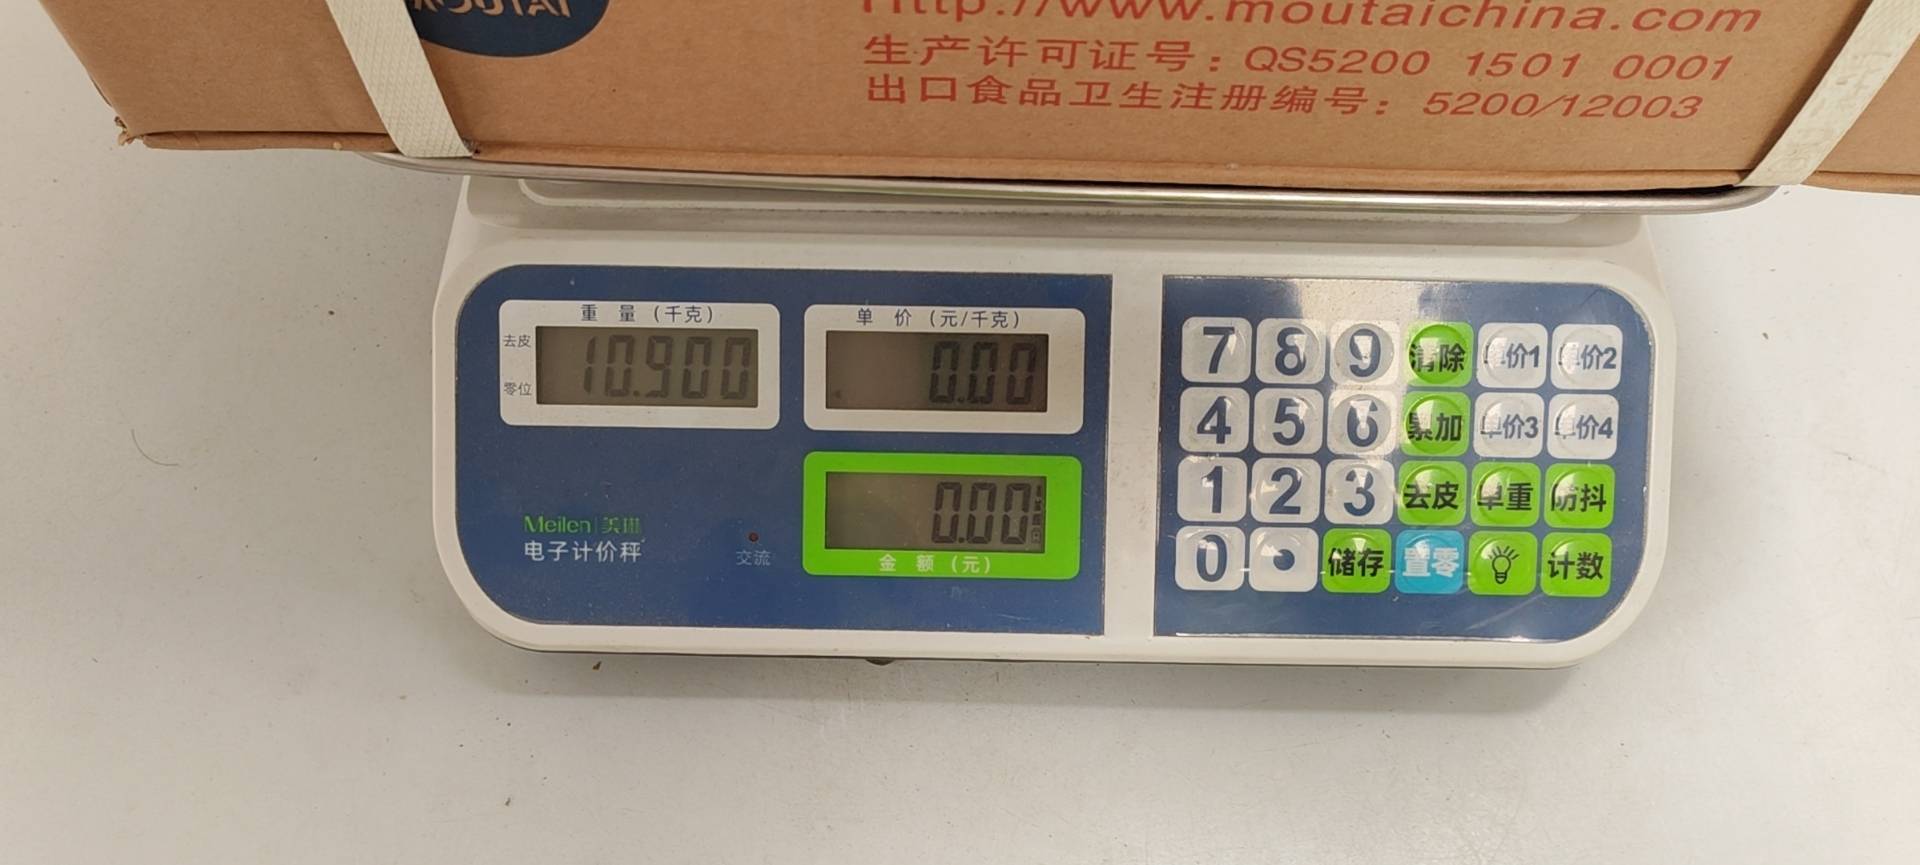 MOUTAI
Http://www.moutaichina.com
生产许可证号:QS5200 1501 0001
出口食品卫生注册编号:5200/12003
重量(千克)
去皮
零位
10.900
单价(元/千克)
0.00
0.00
金额(元)
Meilen|美琳
电子计价秤
交流
7 8 9 清除 单价1 单价2
4 5 6 累加 单价3 单价4
1 2 3 去皮 单重 防抖
0 • 储存 置零 计数